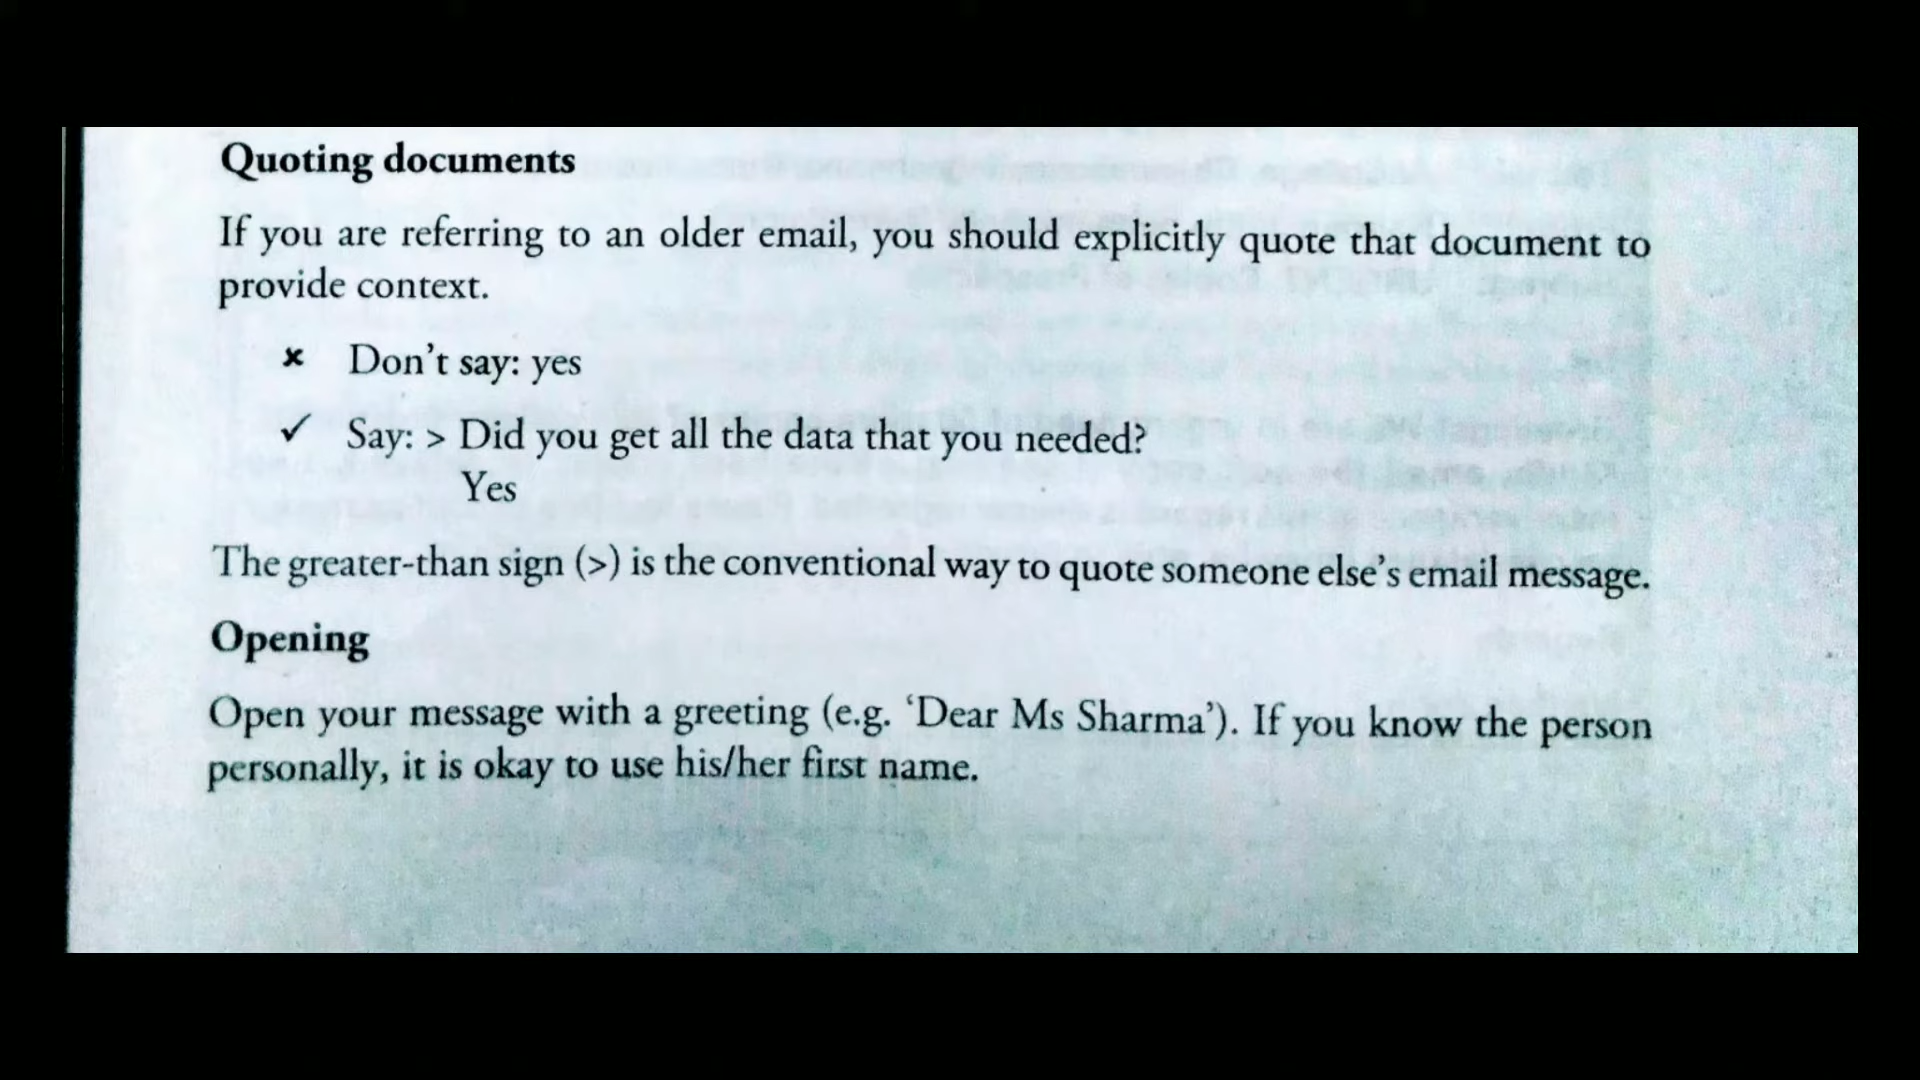 Quoting documents
If you are referring to an older email, you should explicitly quote that document to
provide context.
✗ Don't say: yes
✓ Say: > Did you get all the data that you needed?
Yes
The greater-than sign (>) is the conventional way to quote someone else's email message.
Opening
Open your message with a greeting (e.g. 'Dear Ms Sharma'). If you know the person
personally, it is okay to use his/her first name.